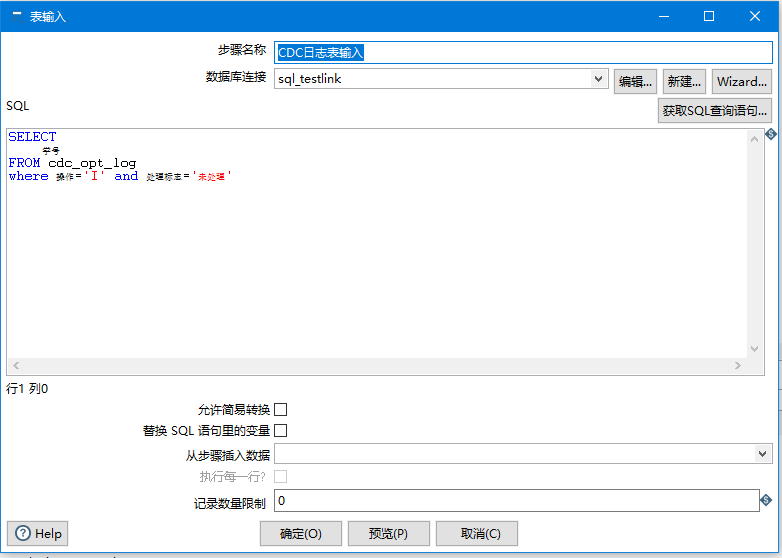 表输入
步骤名称 CDC日志表输入
数据库连接 sql_testlink 编辑... 新建... Wizard...
SQL 获取SQL查询语句...
SELECT
学号
FROM cdc_opt_log
where 操作='I' and 处理标志='未处理'
行1 列0
允许简易转换
替换 SQL 语句里的变量
从步骤插入数据
执行每一行?
记录数量限制 0
Help 确定(O) 预览(P) 取消(C)